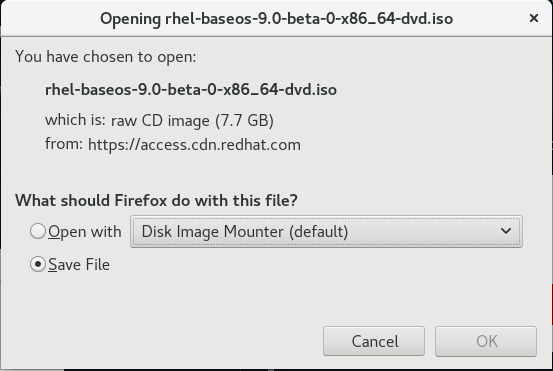 Opening rhel-baseos-9.0-beta-0-x86_64-dvd.iso
You have chosen to open:
rhel-baseos-9.0-beta-0-x86_64-dvd.iso
which is: raw CD image (7.7 GB)
from: https://access.cdn.redhat.com
What should Firefox do with this file?
Open with Disk Image Mounter (default)
Save File
Cancel OK